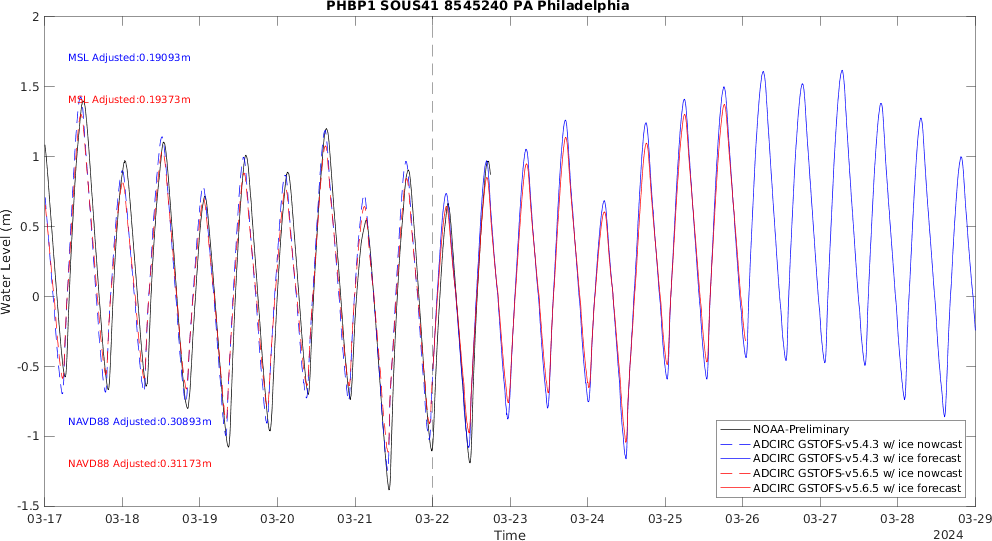 PHBP1 SOUS41 8545240 PA Philadelphia
2
1.5
1
0.5
0
-0.5
-1
-1.5
Water Level (m)
MSL Adjusted:0.19093m
MSL Adjusted:0.19373m
NAVD88 Adjusted:0.30893m
NAVD88 Adjusted:0.31173m
NOAA-Preliminary
ADCIRC GSTOFS-v5.4.3 w/ ice nowcast
ADCIRC GSTOFS-v5.4.3 w/ ice forecast
ADCIRC GSTOFS-v5.6.5 w/ ice nowcast
ADCIRC GSTOFS-v5.6.5 w/ ice forecast
03-17 03-18 03-19 03-20 03-21 03-22 03-23 03-24 03-25 03-26 03-27 03-28 03-29
Time
2024